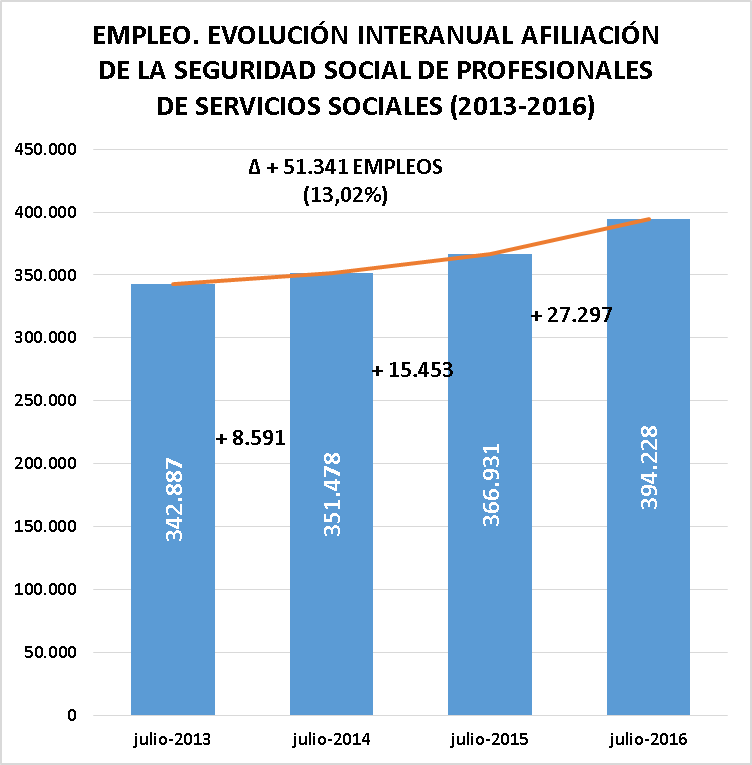 EMPLEO. EVOLUCIÓN INTERANUAL AFILIACIÓN
DE LA SEGURIDAD SOCIAL DE PROFESIONALES
DE SERVICIOS SOCIALES (2013-2016)
450.000
Δ + 51.341 EMPLEOS
(13,02%)
400.000
350.000
300.000
250.000
200.000
150.000
100.000
50.000
0
+ 8.591
+ 15.453
+ 27.297
342.887
351.478
366.931
394.228
julio-2013
julio-2014
julio-2015
julio-2016